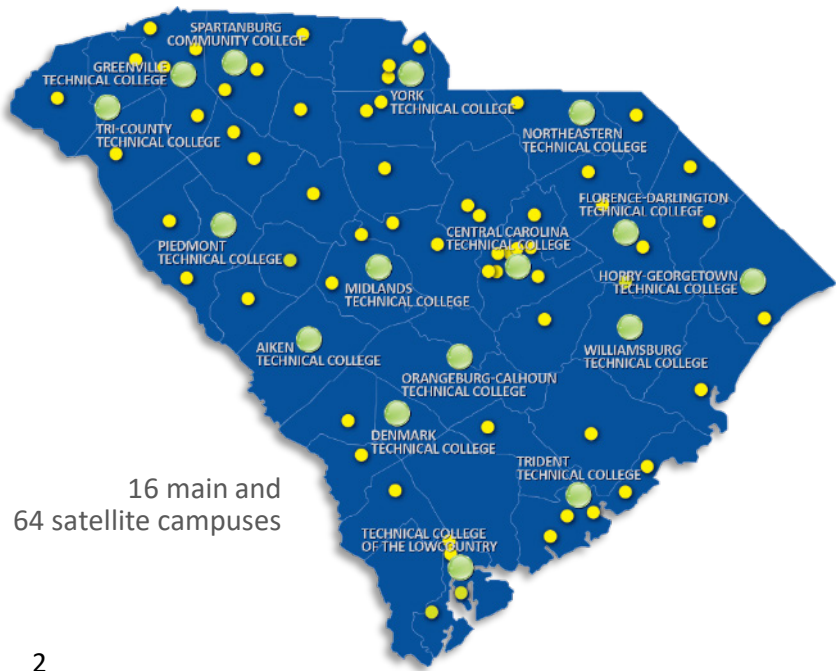 SPARTANBURG
COMMUNITY COLLEGE
GREENVILLE
TECHNICAL COLLEGE
YORK
TECHNICAL COLLEGE
TRI-COUNTY
TECHNICAL COLLEGE
NORTHEASTERN
TECHNICAL COLLEGE
FLORENCE-DARLINGTON
TECHNICAL COLLEGE
PIEDMONT
TECHNICAL COLLEGE
CENTRAL CAROLINA
TECHNICAL COLLEGE
HORRY-GEORGETOWN
TECHNICAL COLLEGE
MIDLANDS
TECHNICAL COLLEGE
AIKEN
TECHNICAL COLLEGE
WILLIAMSBURG
TECHNICAL COLLEGE
ORANGEBURG-CALHOUN
TECHNICAL COLLEGE
DENMARK
TECHNICAL COLLEGE
TRIDENT
TECHNICAL COLLEGE
16 main and
64 satellite campuses
TECHNICAL COLLEGE
OF THE LOWCOUNTRY
2